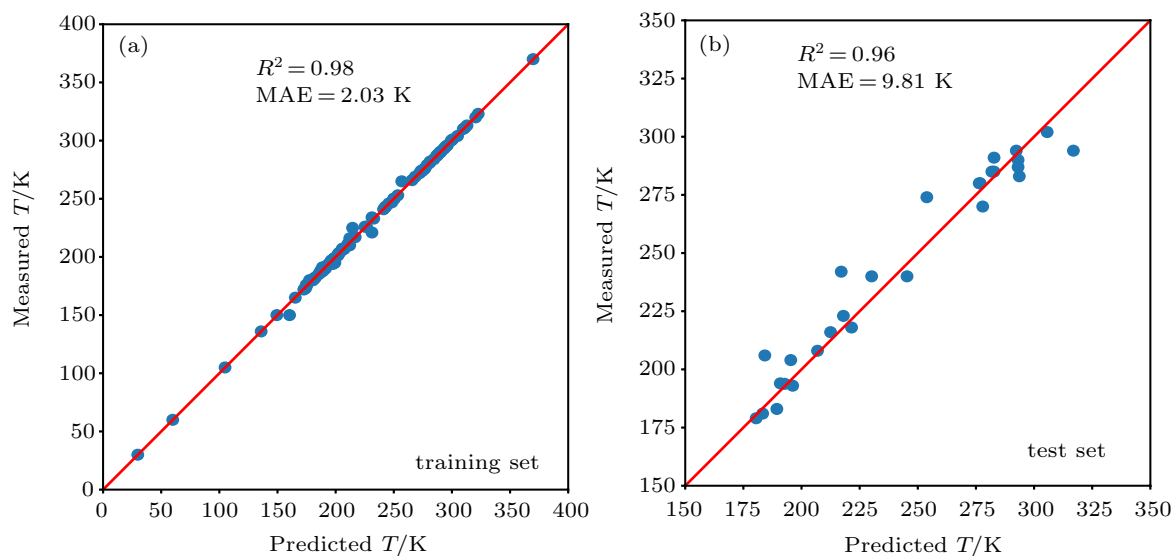 (a)
R² = 0.98
MAE = 2.03 K
training set
400
350
300
250
200
150
100
50
0
0 50 100 150 200 250 300 350 400
Measured T/K
Predicted T/K
(b)
R² = 0.96
MAE = 9.81 K
test set
350
325
300
275
250
225
200
175
150
150 175 200 225 250 275 300 325 350
Measured T/K
Predicted T/K